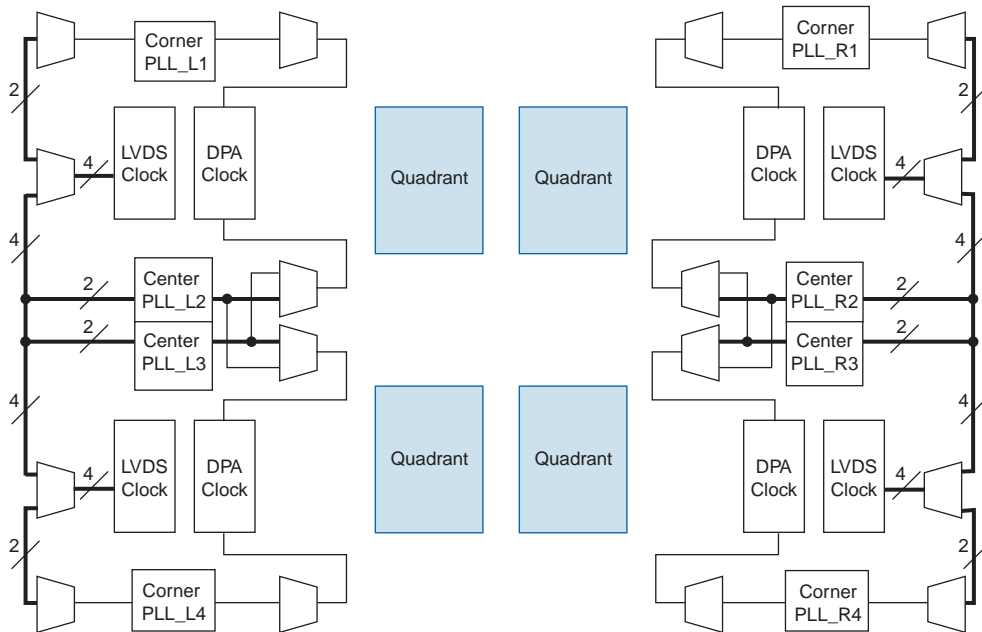 Corner
PLL_L1
Corner
PLL_R1
2
2
LVDS
Clock
DPA
Clock
Quadrant
Quadrant
DPA
Clock
LVDS
Clock
4
4
4
4
2
Center
PLL_L2
Center
PLL_R2
2
2
Center
PLL_L3
Center
PLL_R3
2
4
4
LVDS
Clock
DPA
Clock
Quadrant
Quadrant
DPA
Clock
LVDS
Clock
4
4
2
2
Corner
PLL_L4
Corner
PLL_R4